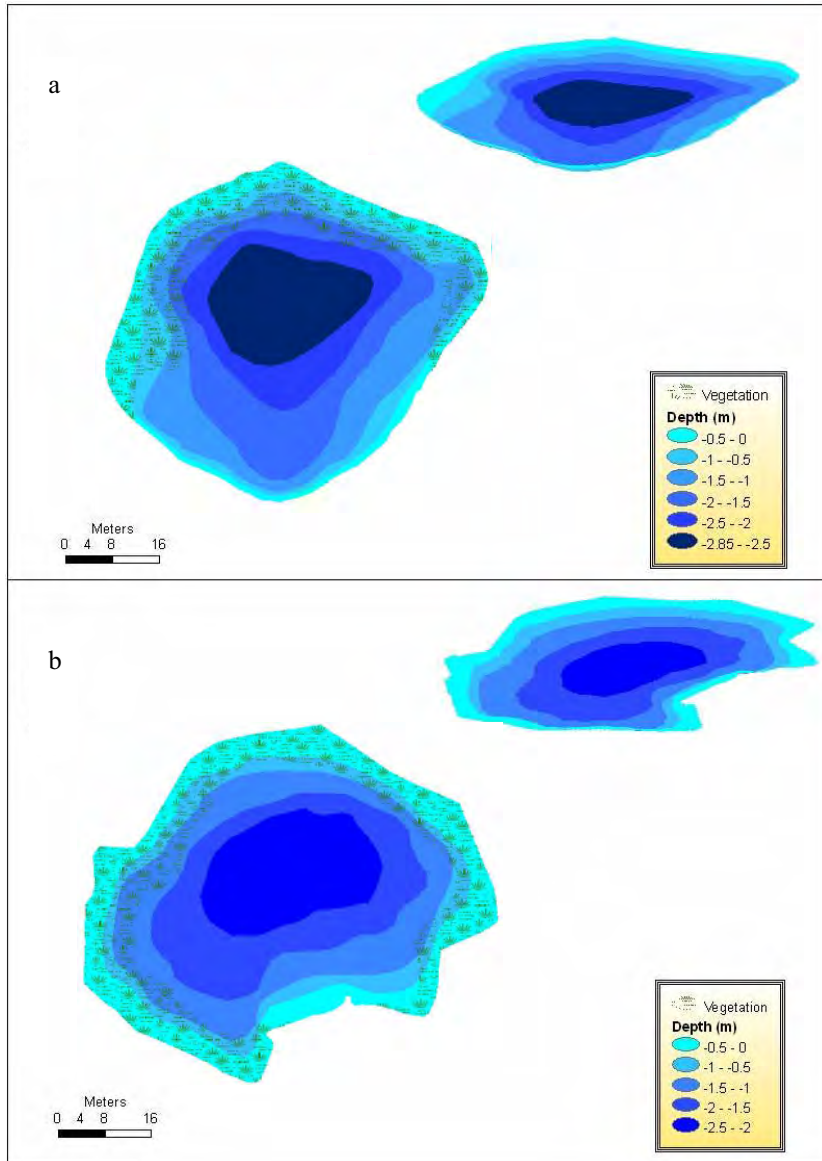 a
Vegetation
Depth (m)
-0.5 - 0
-1 - -0.5
-1.5 - -1
-2 - -1.5
-2.5 - -2
-2.85 - -2.5
Meters
0 4 8 16
b
Vegetation
Depth (m)
-0.5 - 0
-1 - -0.5
-1.5 - -1
-2 - -1.5
-2.5 - -2
Meters
0 4 8 16